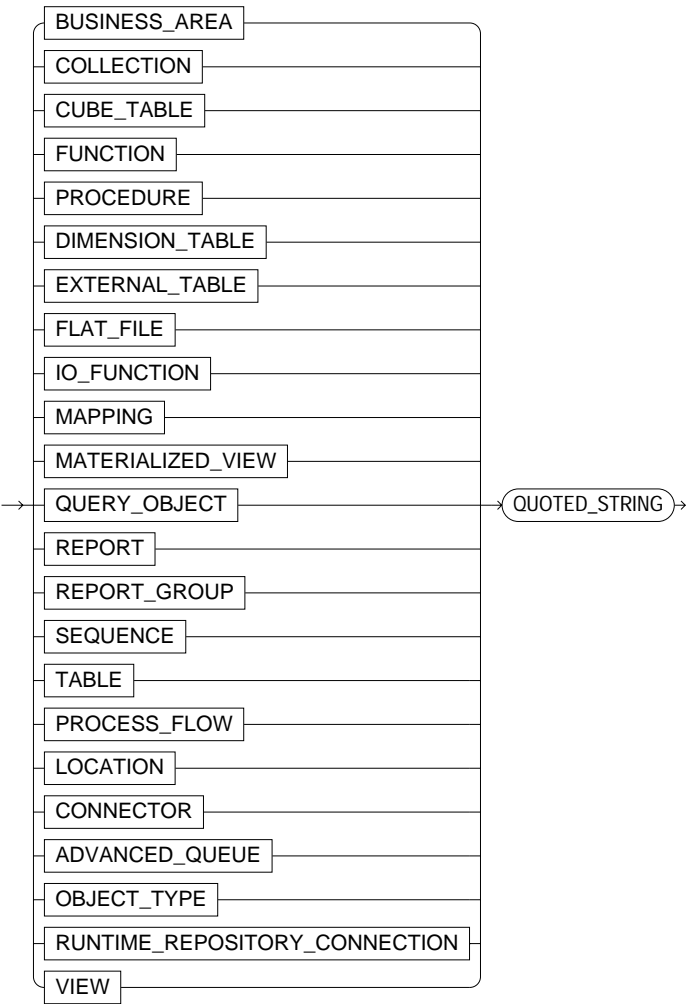 BUSINESS_AREA
COLLECTION
CUBE_TABLE
FUNCTION
PROCEDURE
DIMENSION_TABLE
EXTERNAL_TABLE
FLAT_FILE
IO_FUNCTION
MAPPING
MATERIALIZED_VIEW
QUERY_OBJECT QUOTED_STRING
REPORT
REPORT_GROUP
SEQUENCE
TABLE
PROCESS_FLOW
LOCATION
CONNECTOR
ADVANCED_QUEUE
OBJECT_TYPE
RUNTIME_REPOSITORY_CONNECTION
VIEW